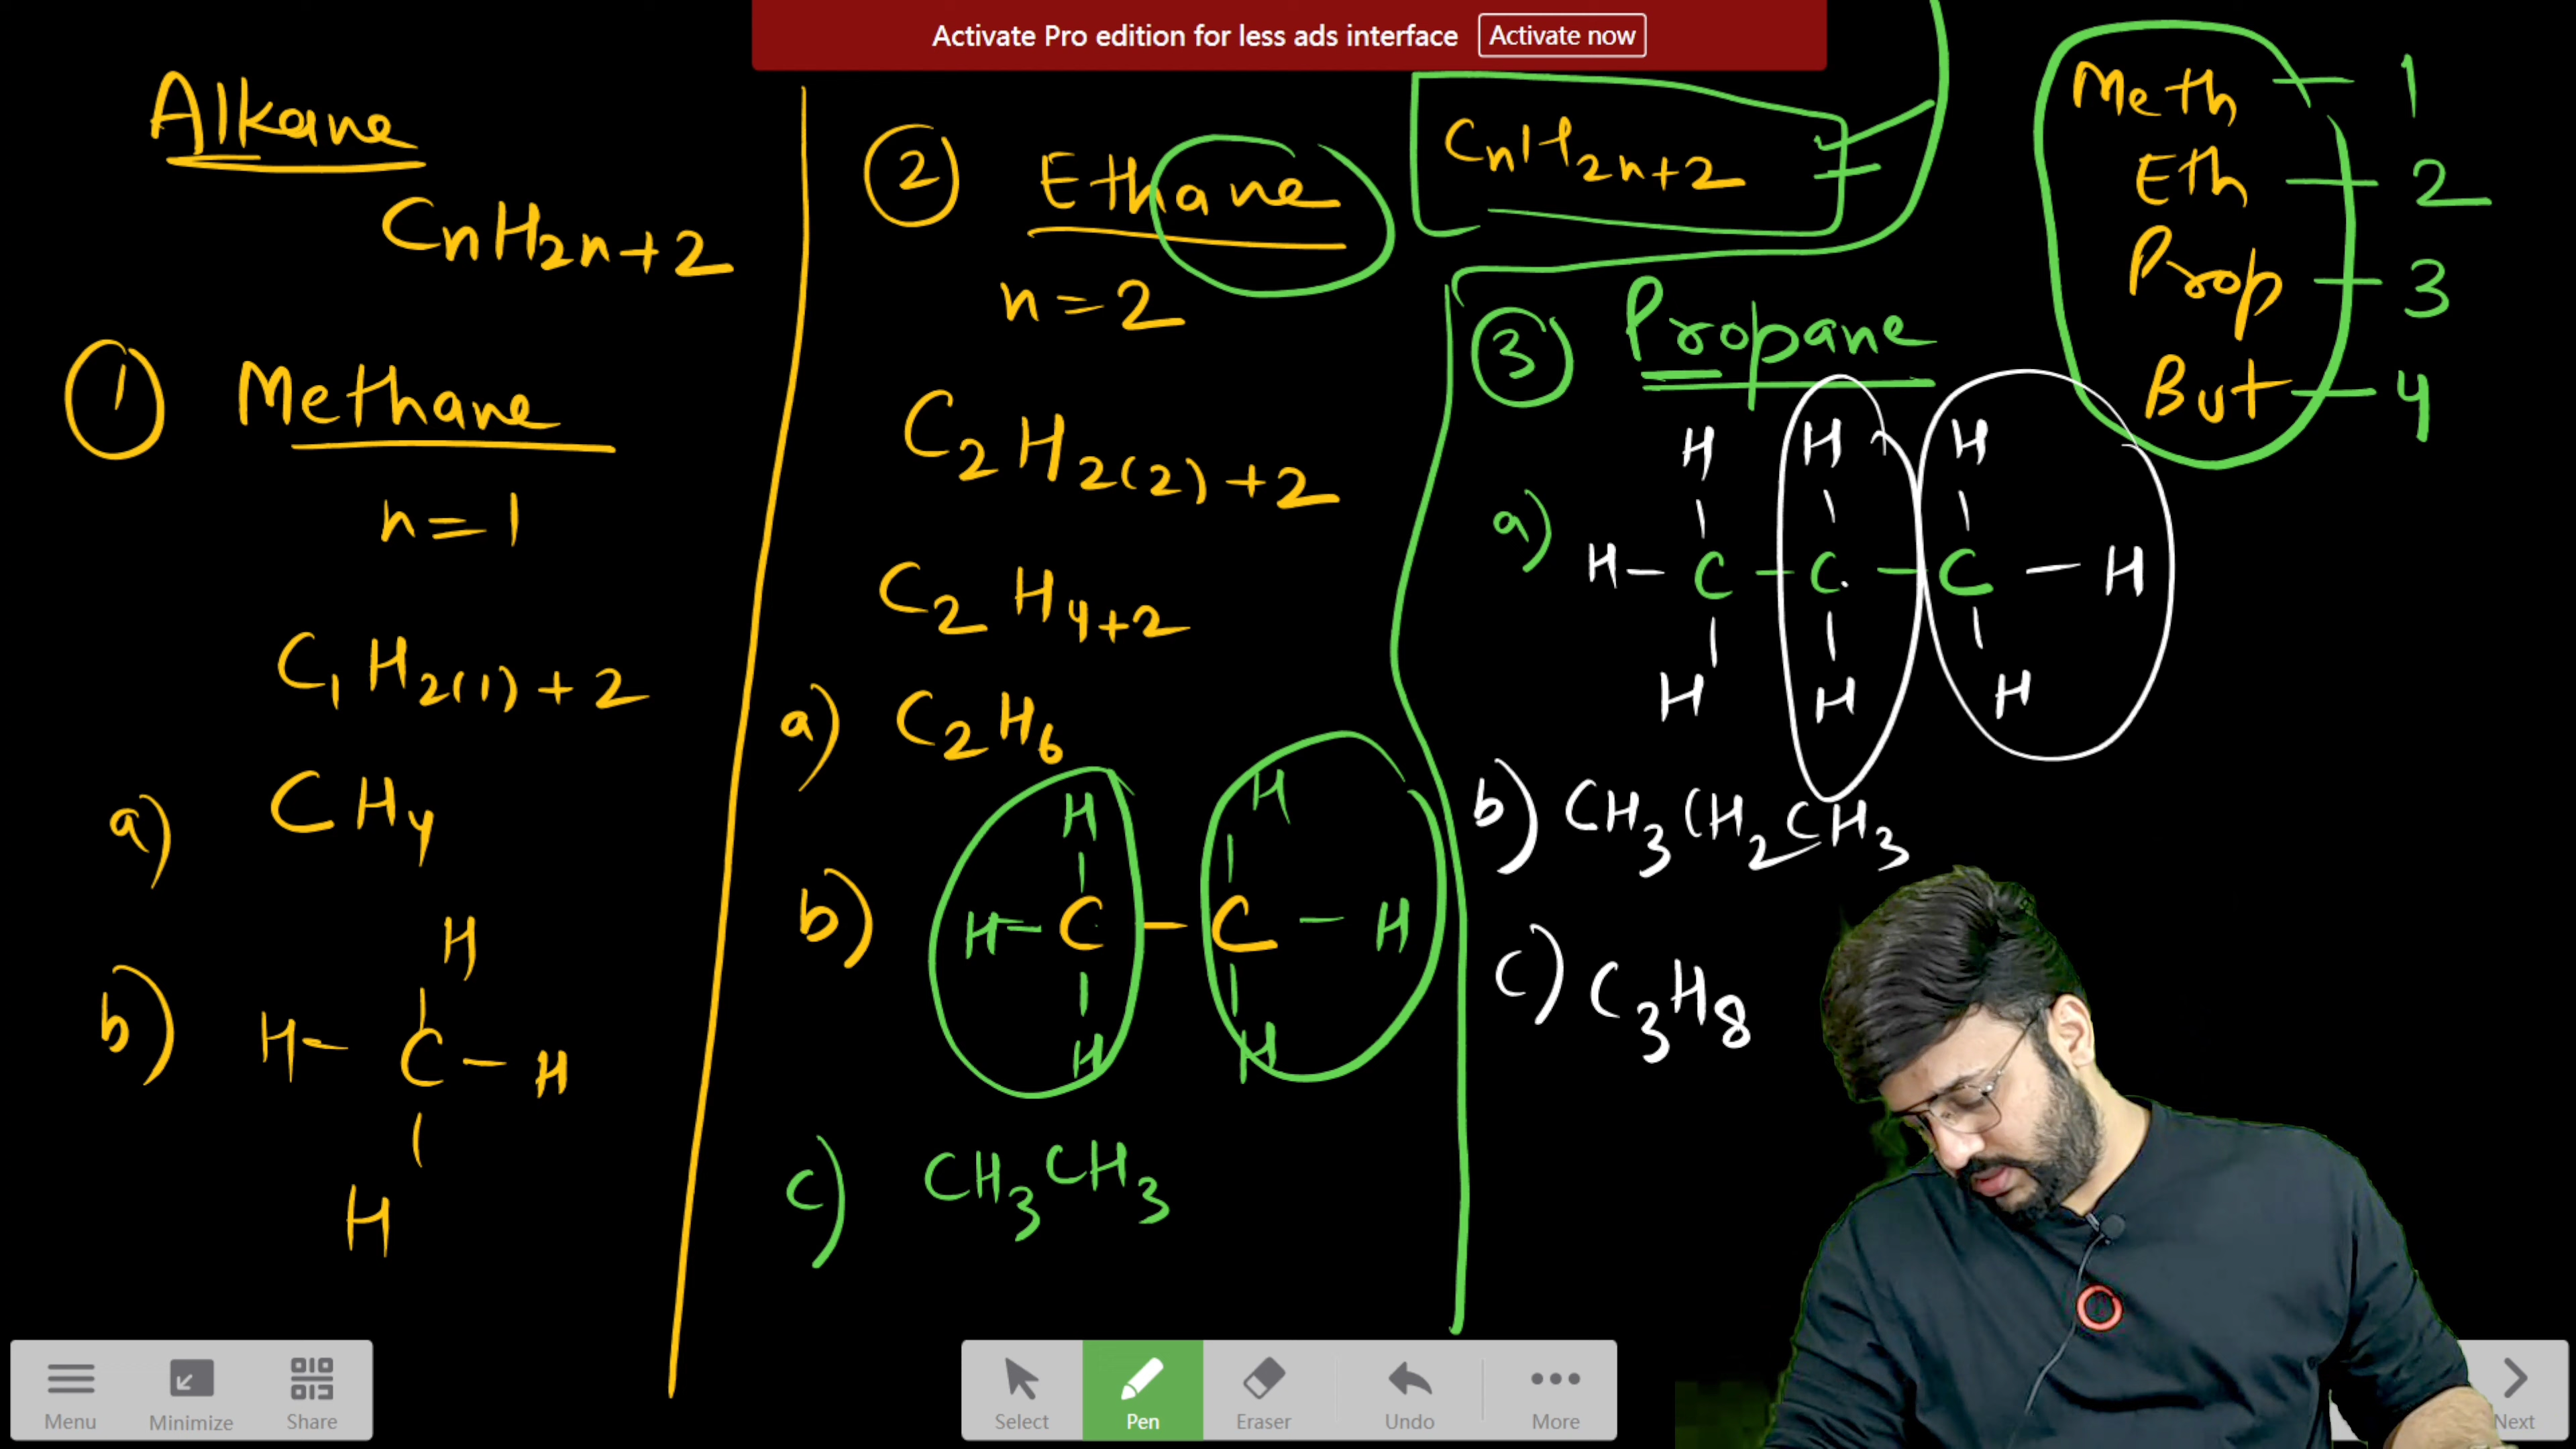 Activate Pro edition for less ads interface Activate now
Alkane
CnH2n+2
① Methane
n=1
C1H2(1)+2
a) CH4
b) H
H-C-H
H
② Ethane
n=2
C2H2(2)+2
C2H4+2
a) C2H6
b) H H
H-C-C-H
H H
c) CH3CH3
CnH2n+2
Meth - 1
Eth - 2
Prop - 3
But - 4
③ Propane
H H H
a) H-C-C-C-H
H H H
b) CH3CH2CH3
c) C3H8
Menu Minimize Share
Select Pen Eraser Undo More
Next